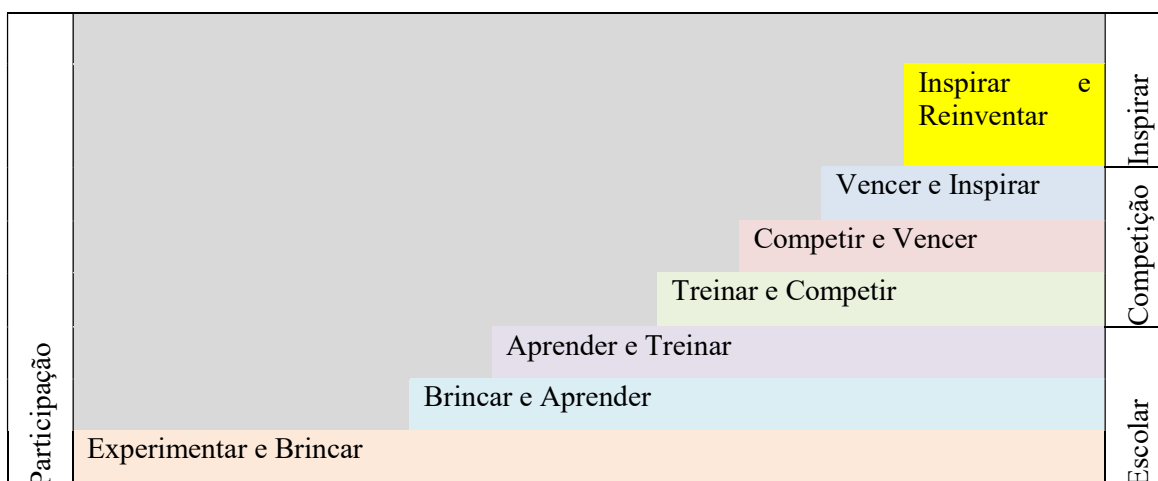 Inspirar e
Reinventar
Vencer e Inspirar
Competir e Vencer
Treinar e Competir
Aprender e Treinar
Brincar e Aprender
Experimentar e Brincar
Participação
Inspirar
Competição
Escolar